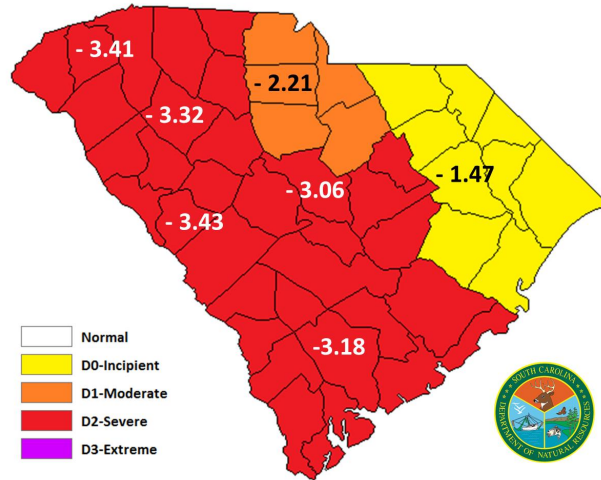 - 3.41
- 2.21
- 3.32
- 1.47
- 3.06
- 3.43
-3.18
Normal
D0-Incipient
D1-Moderate
D2-Severe
D3-Extreme
SOUTH CAROLINA
DEPARTMENT OF NATURAL RESOURCES